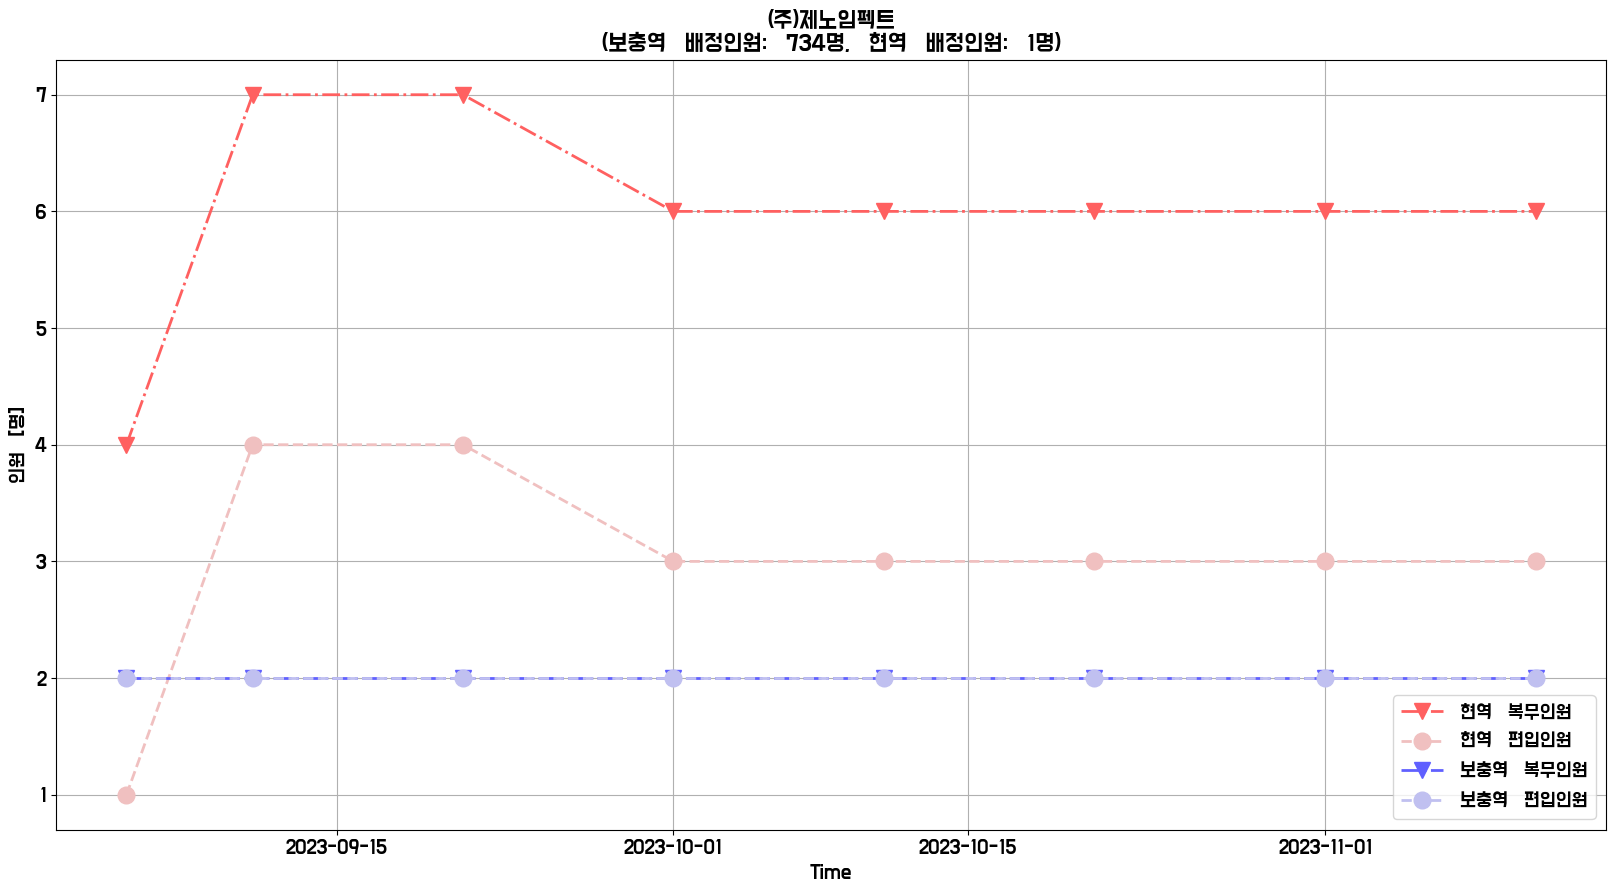 (주)제노임펙트
(보충역 배정인원: 734명, 현역 배정인원: 1명)
7
6
5
4
3
2
1
인원 [명]
현역 복무인원
현역 편입인원
보충역 복무인원
보충역 편입인원
2023-09-15
2023-10-01
2023-10-15
2023-11-01
Time